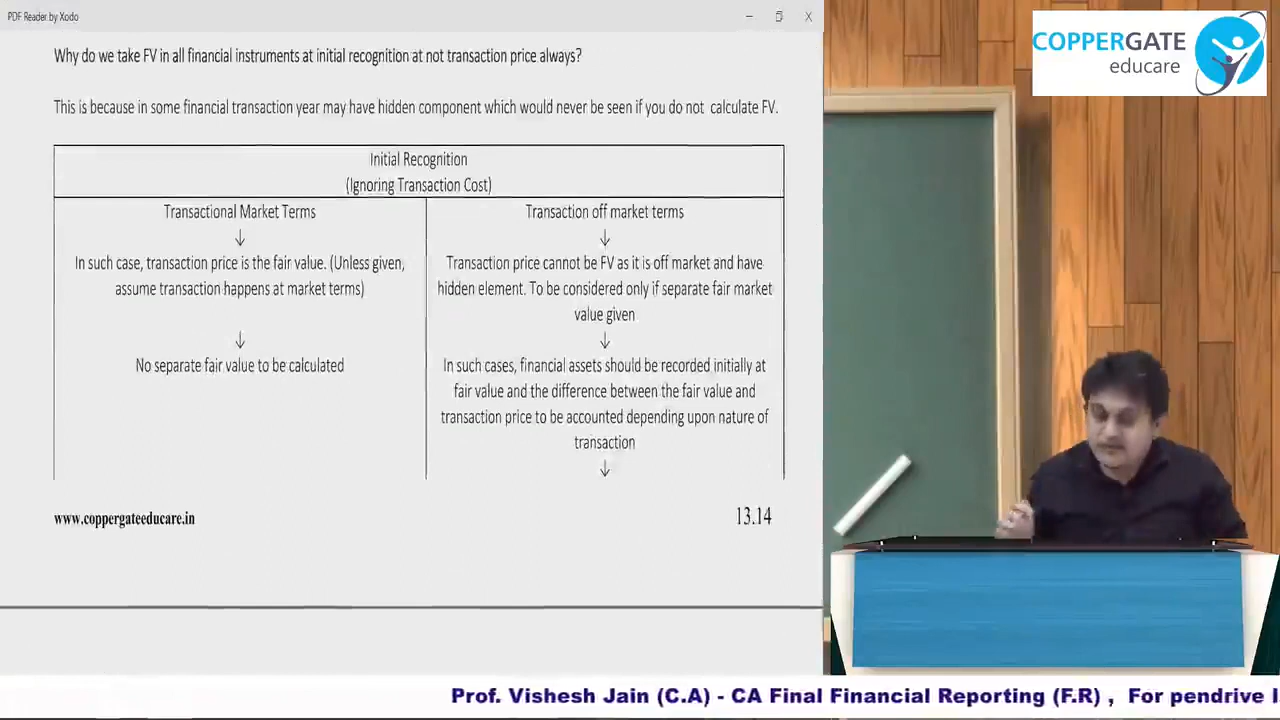 PDF Reader by Xodo
COPPERGATE
educare
Why do we take FV in all financial instruments at initial recognition at not transaction price always?
This is because in some financial transaction year may have hidden component which would never be seen if you do not calculate FV.
Initial Recognition
(Ignoring Transaction Cost)
Transactional Market Terms
↓
In such case, transaction price is the fair value. (Unless given,
assume transaction happens at market terms)
↓
No separate fair value to be calculated
Transaction off market terms
↓
Transaction price cannot be FV as it is off market and have
hidden element. To be considered only if separate fair market
value given
↓
In such cases, financial assets should be recorded initially at
fair value and the difference between the fair value and
transaction price to be accounted depending upon nature of
transaction
↓
www.coppergateeducare.in
13.14
Prof. Vishesh Jain (C.A) - CA Final Financial Reporting (F.R) , For pendrive